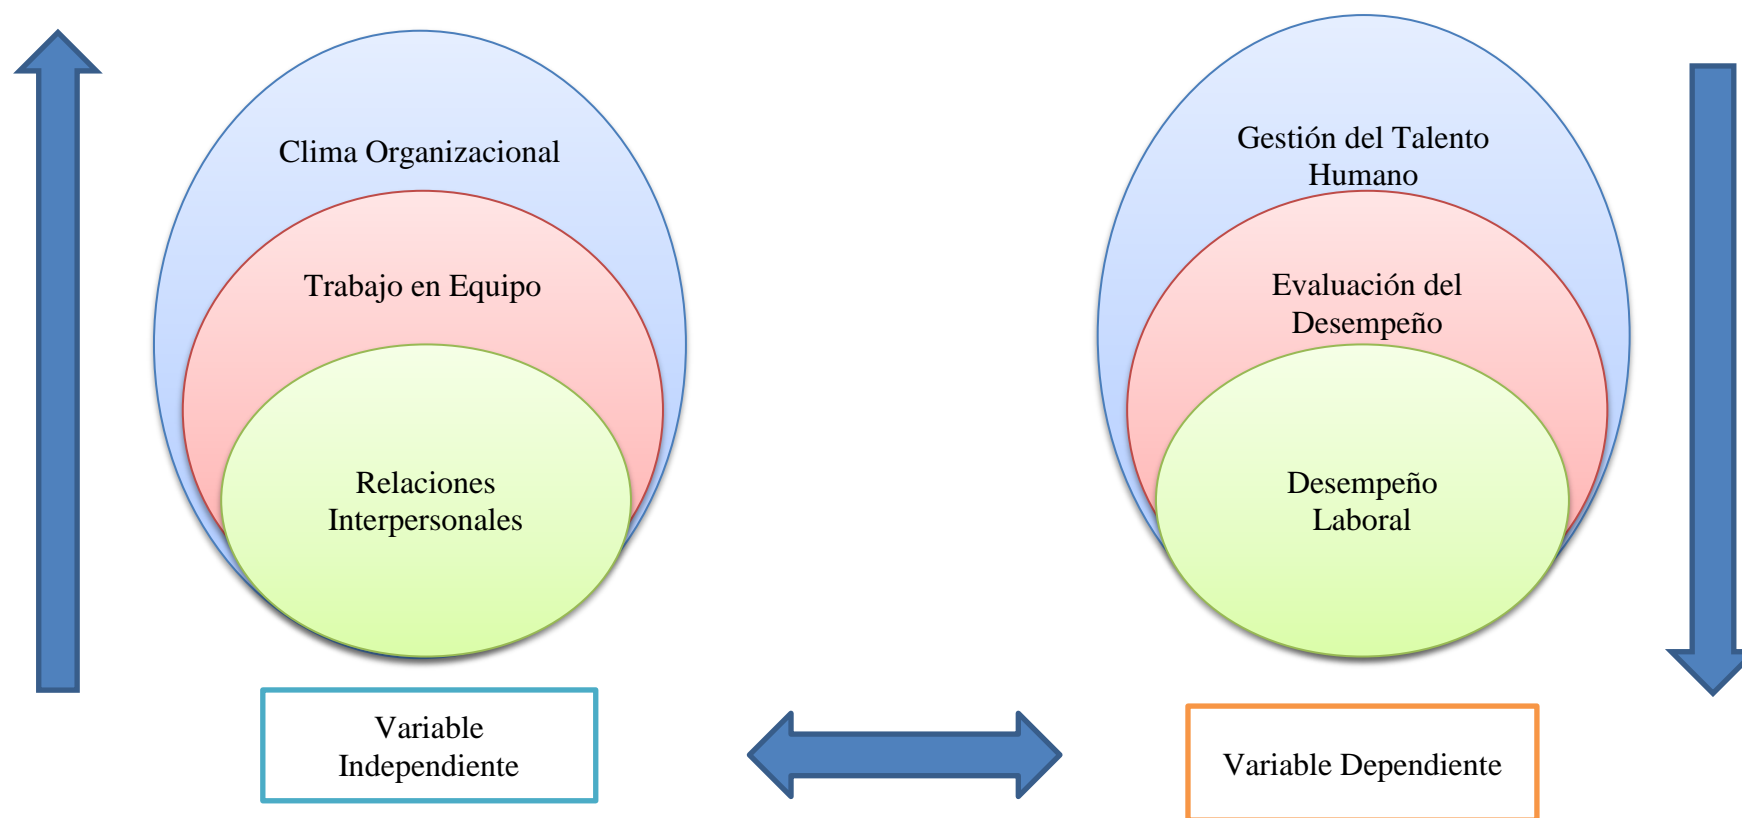 Clima Organizacional
Trabajo en Equipo
Relaciones
Interpersonales
Variable
Independiente
Gestión del Talento
Humano
Evaluación del
Desempeño
Desempeño
Laboral
Variable Dependiente